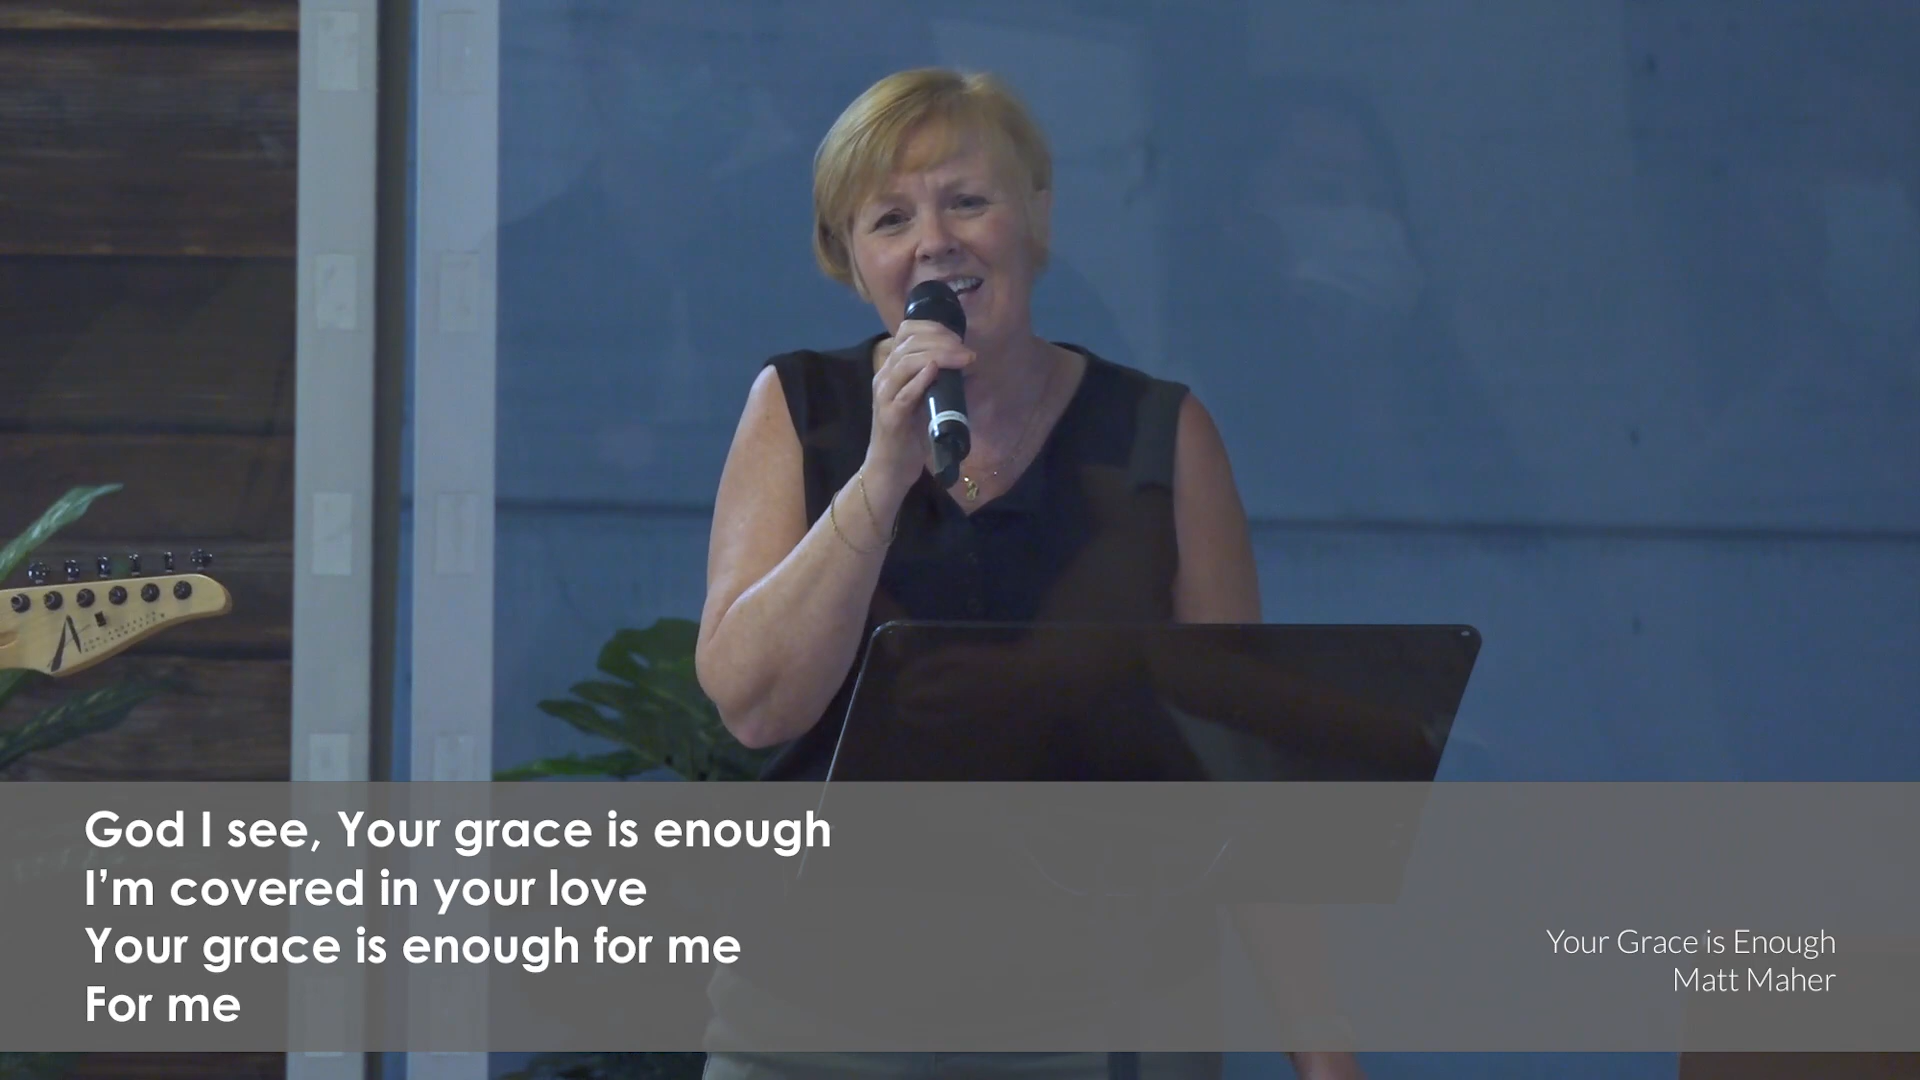 God I see, Your grace is enough
I’m covered in your love
Your grace is enough for me
For me
Your Grace is Enough
Matt Maher